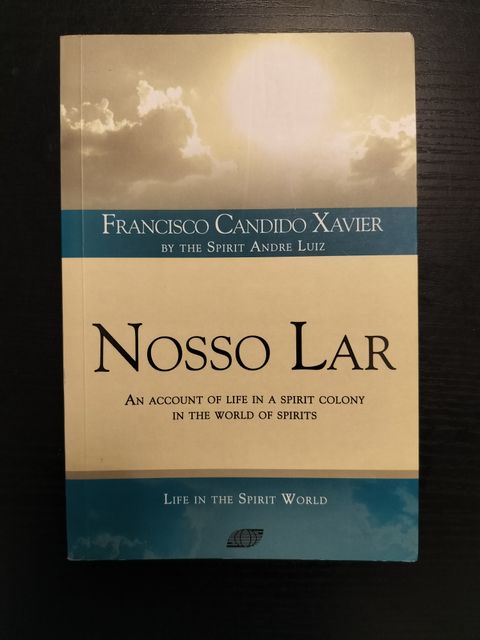 Francisco Candido Xavier
by the Spirit Andre Luiz
Nosso Lar
An account of life in a spirit colony
in the world of spirits
Life in the Spirit World